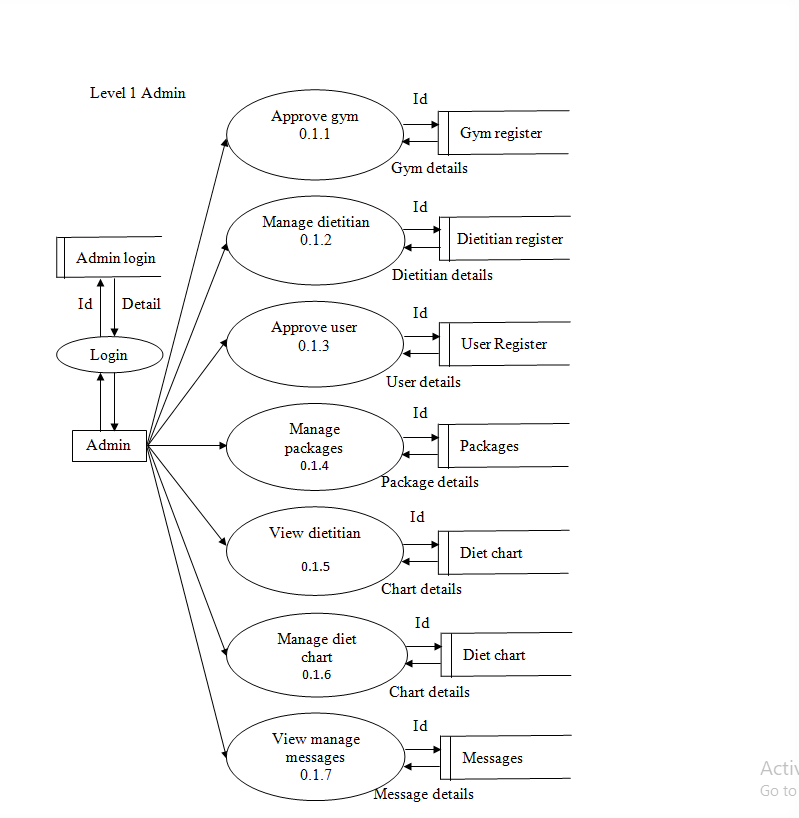 Level 1 Admin
Id
Approve gym
0.1.1
Gym register
Gym details
Id
Manage dietitian
0.1.2
Dietitian register
Dietitian details
Admin login
Id
Detail
Login
Admin
Id
Approve user
0.1.3
User Register
User details
Id
Manage
packages
0.1.4
Packages
Package details
Id
View dietitian
0.1.5
Diet chart
Chart details
Id
Manage diet
chart
0.1.6
Diet chart
Chart details
Id
View manage
messages
0.1.7
Messages
Message details
Activ
Go to